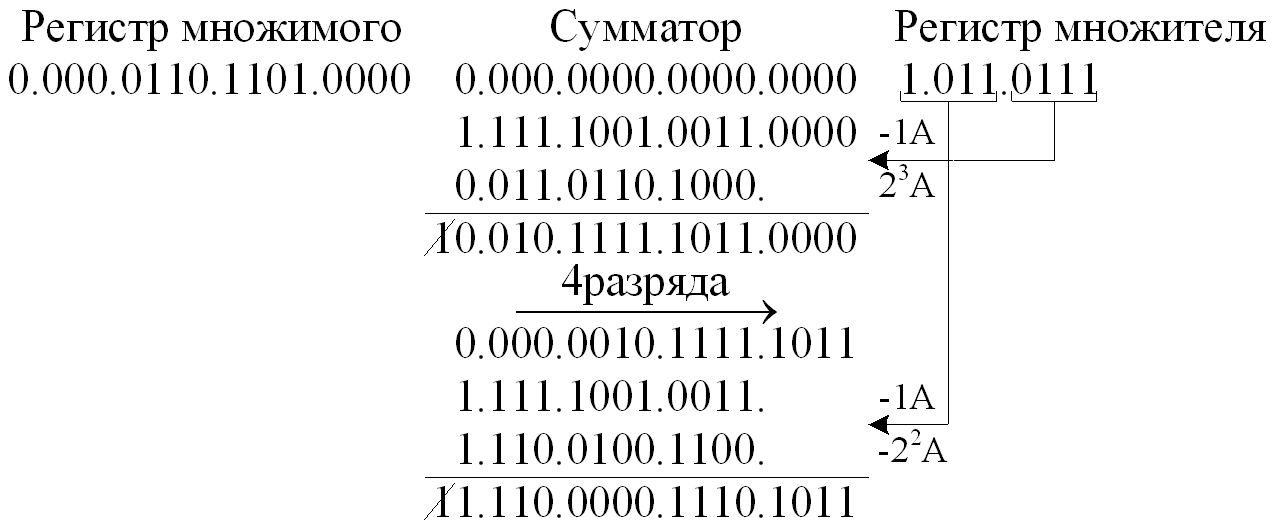 Регистр множимого Сумматор Регистр множителя
0.000.0110.1101.0000 0.000.0000.0000.0000 1.011.0111
1.111.1001.0011.0000 -1A
0.011.0110.1000. 2³A
10.010.1111.1011.0000
4разряда
0.000.0010.1111.1011
1.111.1001.0011. -1A
1.110.0100.1100. -2²A
11.110.0000.1110.1011